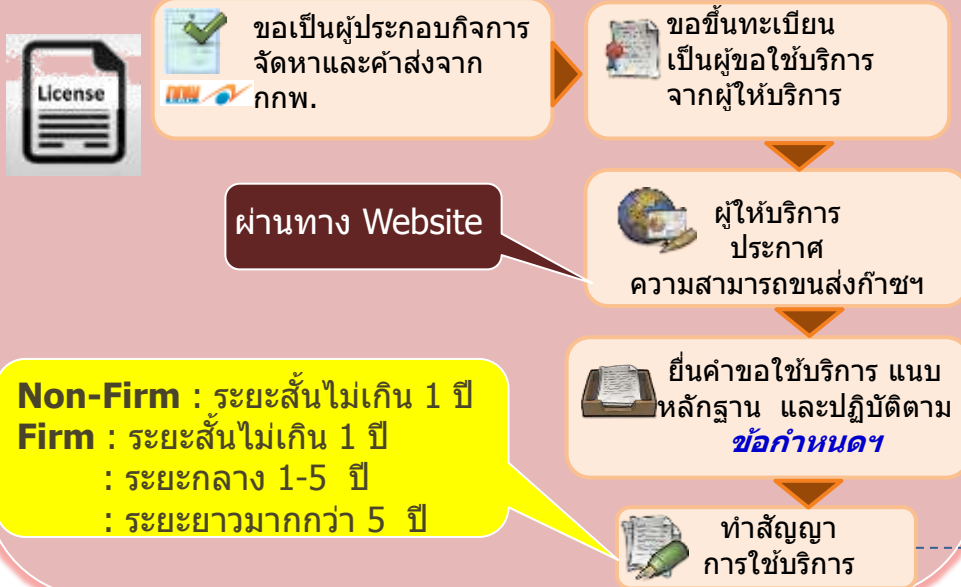 License
ขอเป็นผู้ประกอบกิจการ
จัดหาและค้าส่งจาก
กกพ.
ขอขึ้นทะเบียน
เป็นผู้ขอใช้บริการ
จากผู้ให้บริการ
ผ่านทาง Website
ผู้ให้บริการ
ประกาศ
ความสามารถขนส่งก๊าซฯ
ยื่นคำขอใช้บริการ แนบ
หลักฐาน และปฏิบัติตาม
ข้อกำหนดฯ
Non-Firm : ระยะสั้นไม่เกิน 1 ปี
Firm : ระยะสั้นไม่เกิน 1 ปี
: ระยะกลาง 1-5 ปี
: ระยะยาวมากกว่า 5 ปี
ทำสัญญา
การใช้บริการ